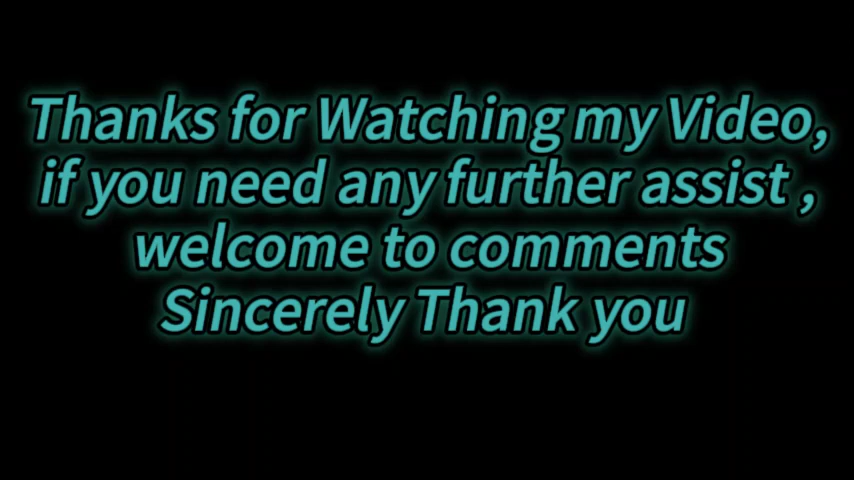 Thanks for Watching my Video,
if you need any further assist ,
welcome to comments
Sincerely Thank you